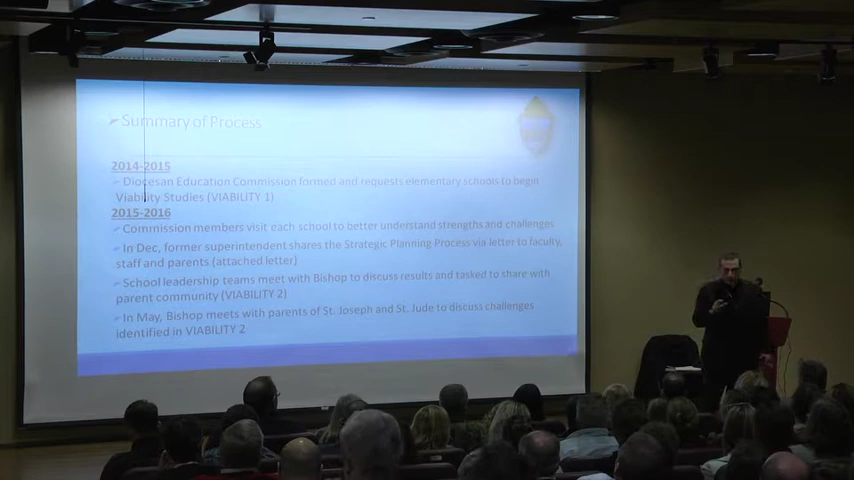 Summary of Process
2014-2015
Diocesan Education Commission formed and requests elementary schools to begin
Viability Studies (VIABILITY 1)
2015-2016
Commission members visit each school to better understand strengths and challenges
In Dec, former superintendent shares the Strategic Planning Process via letter to faculty,
staff and parents (attached letter)
School leadership teams meet with Bishop to discuss results and tasked to share with
parent community (VIABILITY 2)
In May, Bishop meets with parents of St. Joseph and St. Jude to discuss challenges
identified in VIABILITY 2